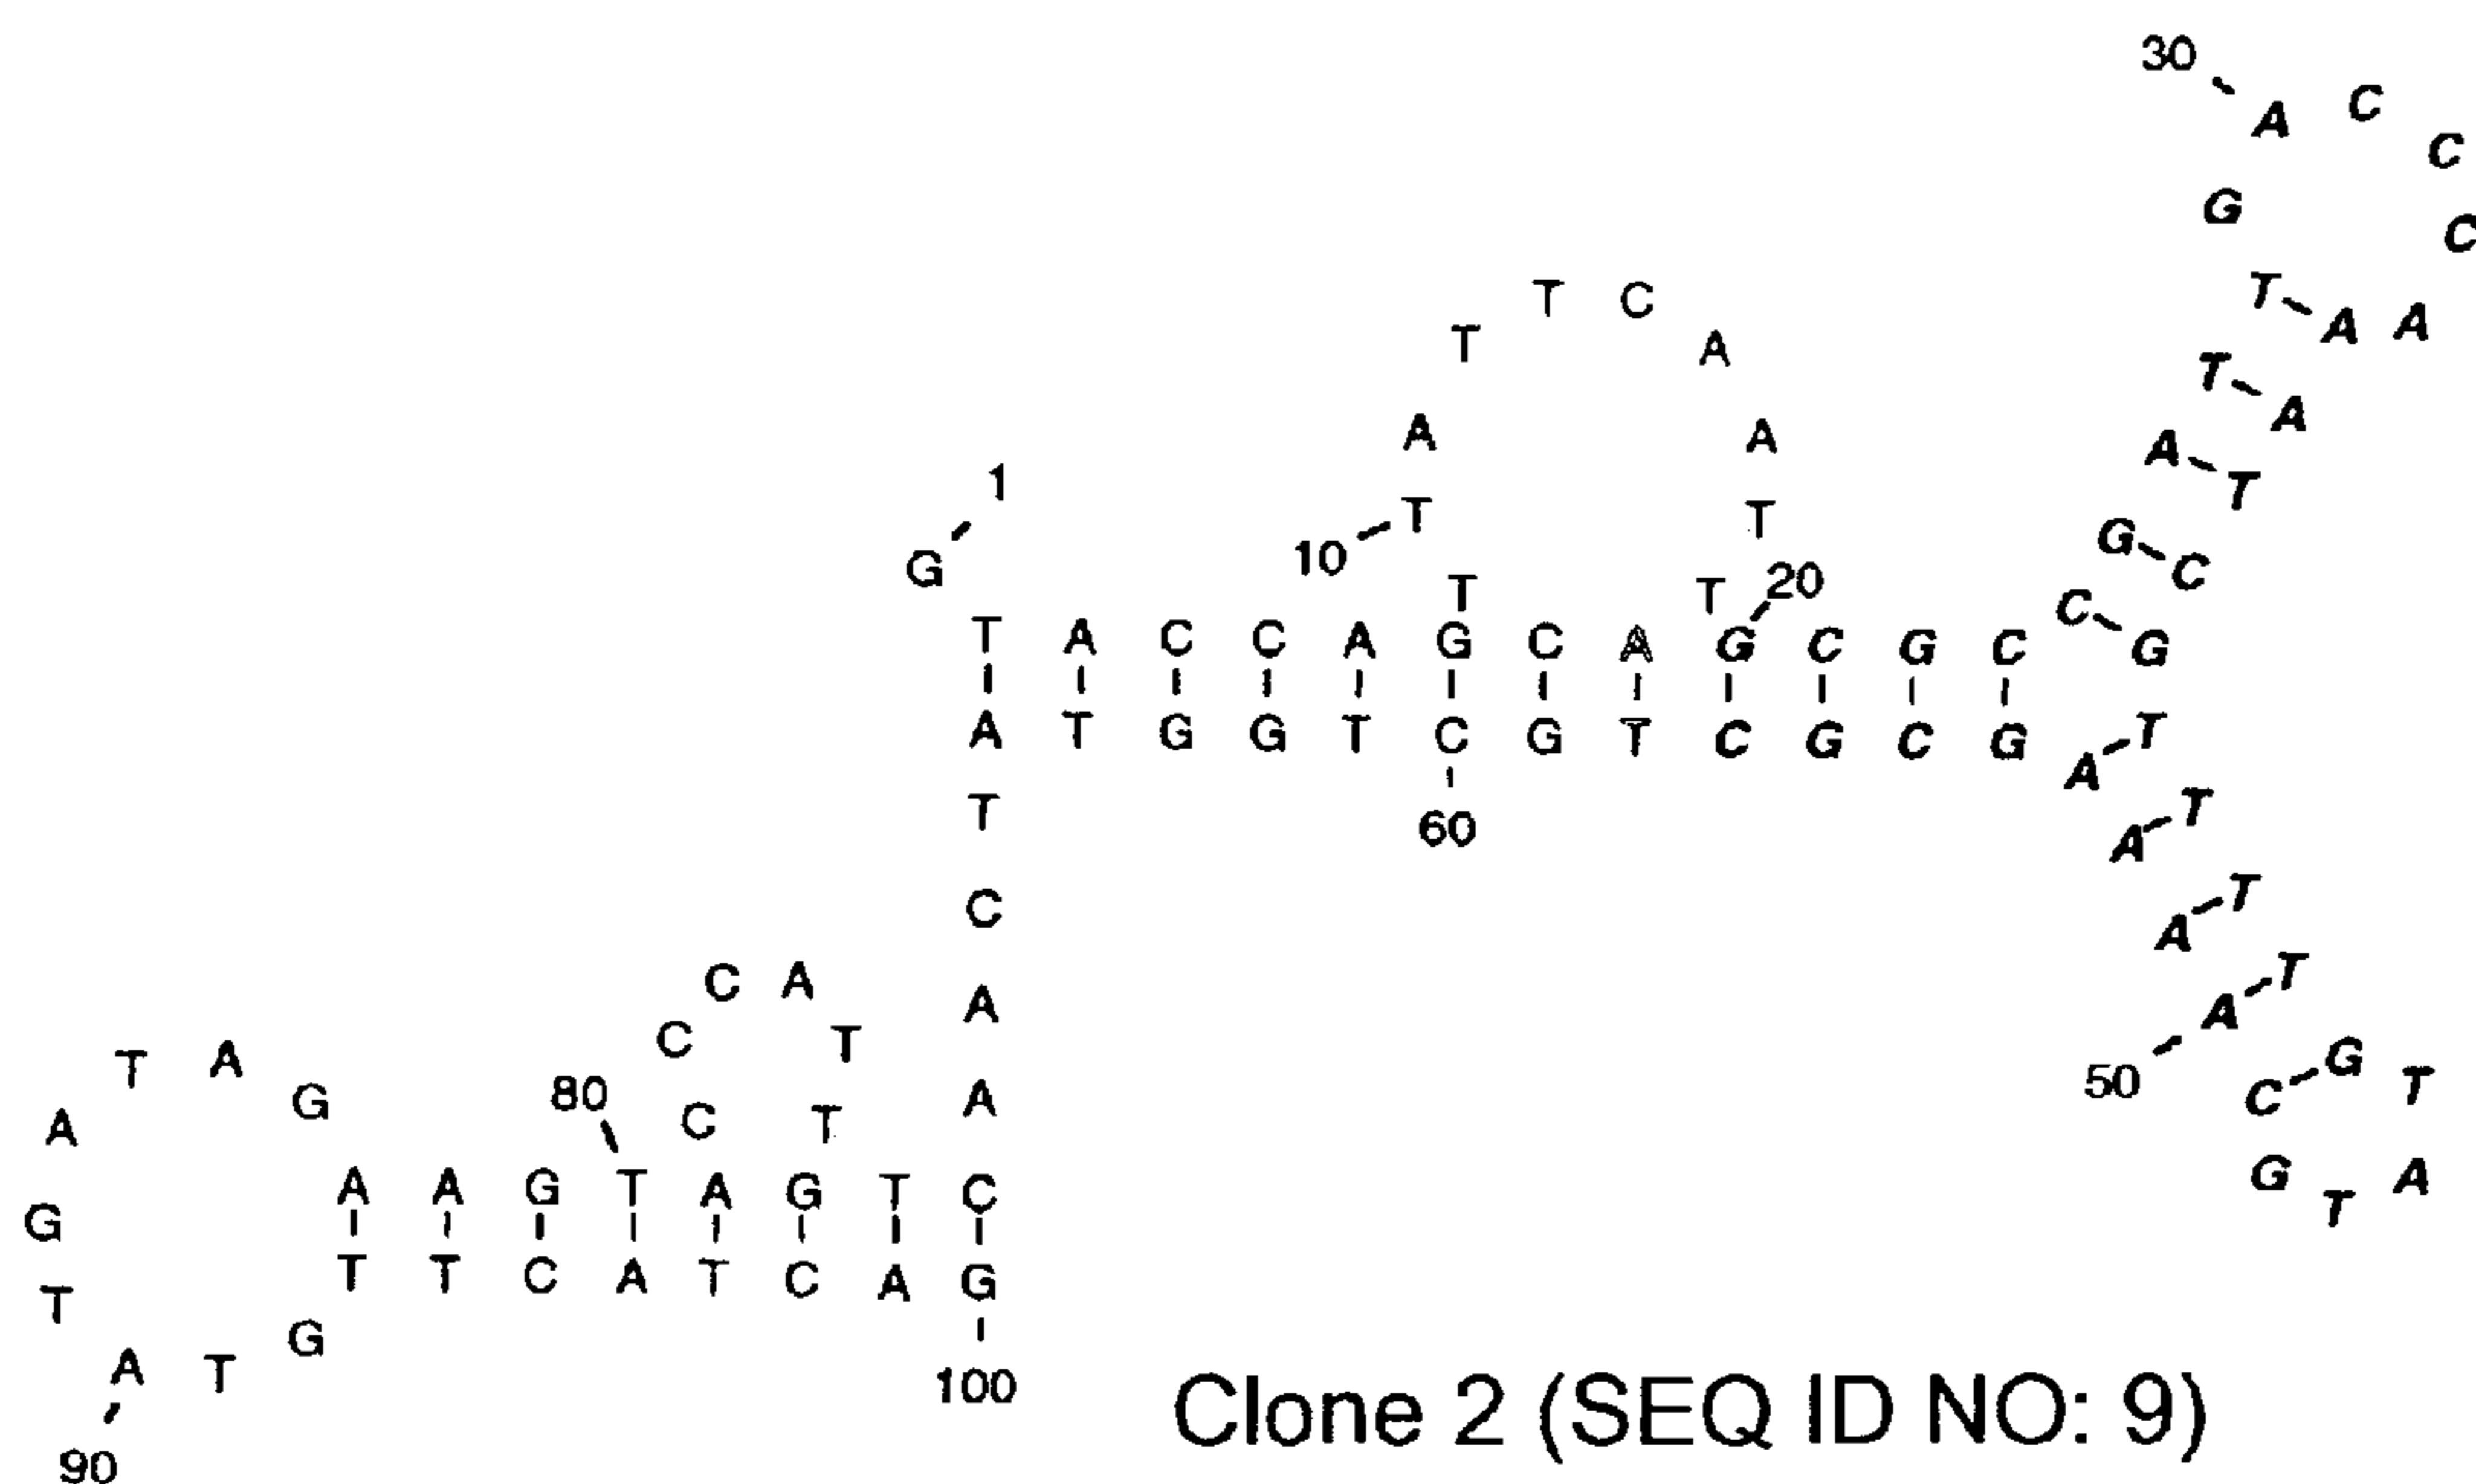 30
A C
C
G C
T C T A A
T A T A
A A A
1 T T T
G 10 20 G C
T T C
T A C C A G C A G C G C G
A T G G T C G T C G C G A T
T T
60 A
C A T
C A A A T
C T
T A G T
A G C T A 50 C
80
A A G T A G T C G A
G T
T T C A T C A G
T G
A T 100
90
Clone 2 (SEQ ID NO: 9)